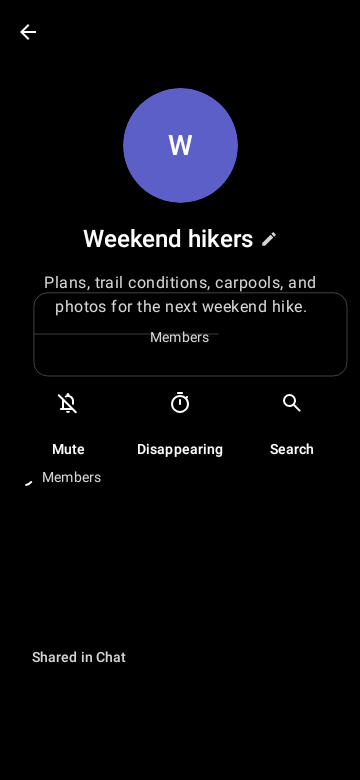 W
Weekend hikers
Plans, trail conditions, carpools, and
photos for the next weekend hike.
Members
Mute
Disappearing
Search
Members
Shared in Chat